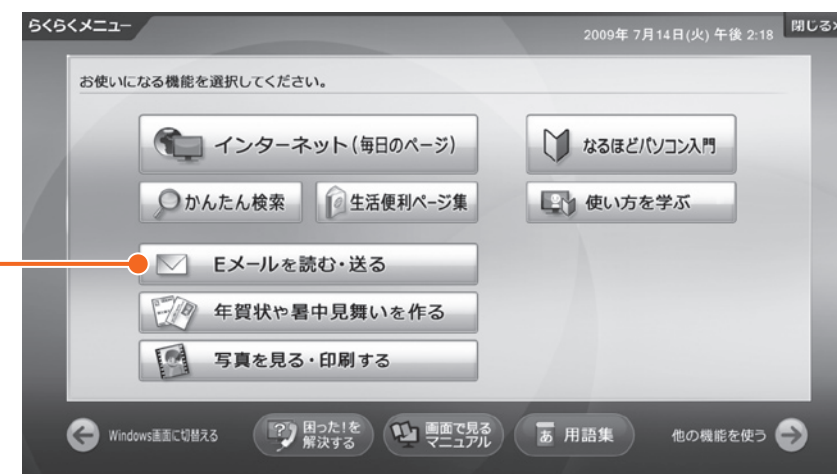 らくらくメニュー
2009年 7月14日(火) 午後 2:18
閉じる×
お使いになる機能を選択してください。
インターネット(毎日のページ)
なるほどパソコン入門
かんたん検索
生活便利ページ集
使い方を学ぶ
Eメールを読む・送る
年賀状や暑中見舞いを作る
写真を見る・印刷する
Windows画面に切替える
困った!を
解決する
画面で見る
マニュアル
あ 用語集
他の機能を使う